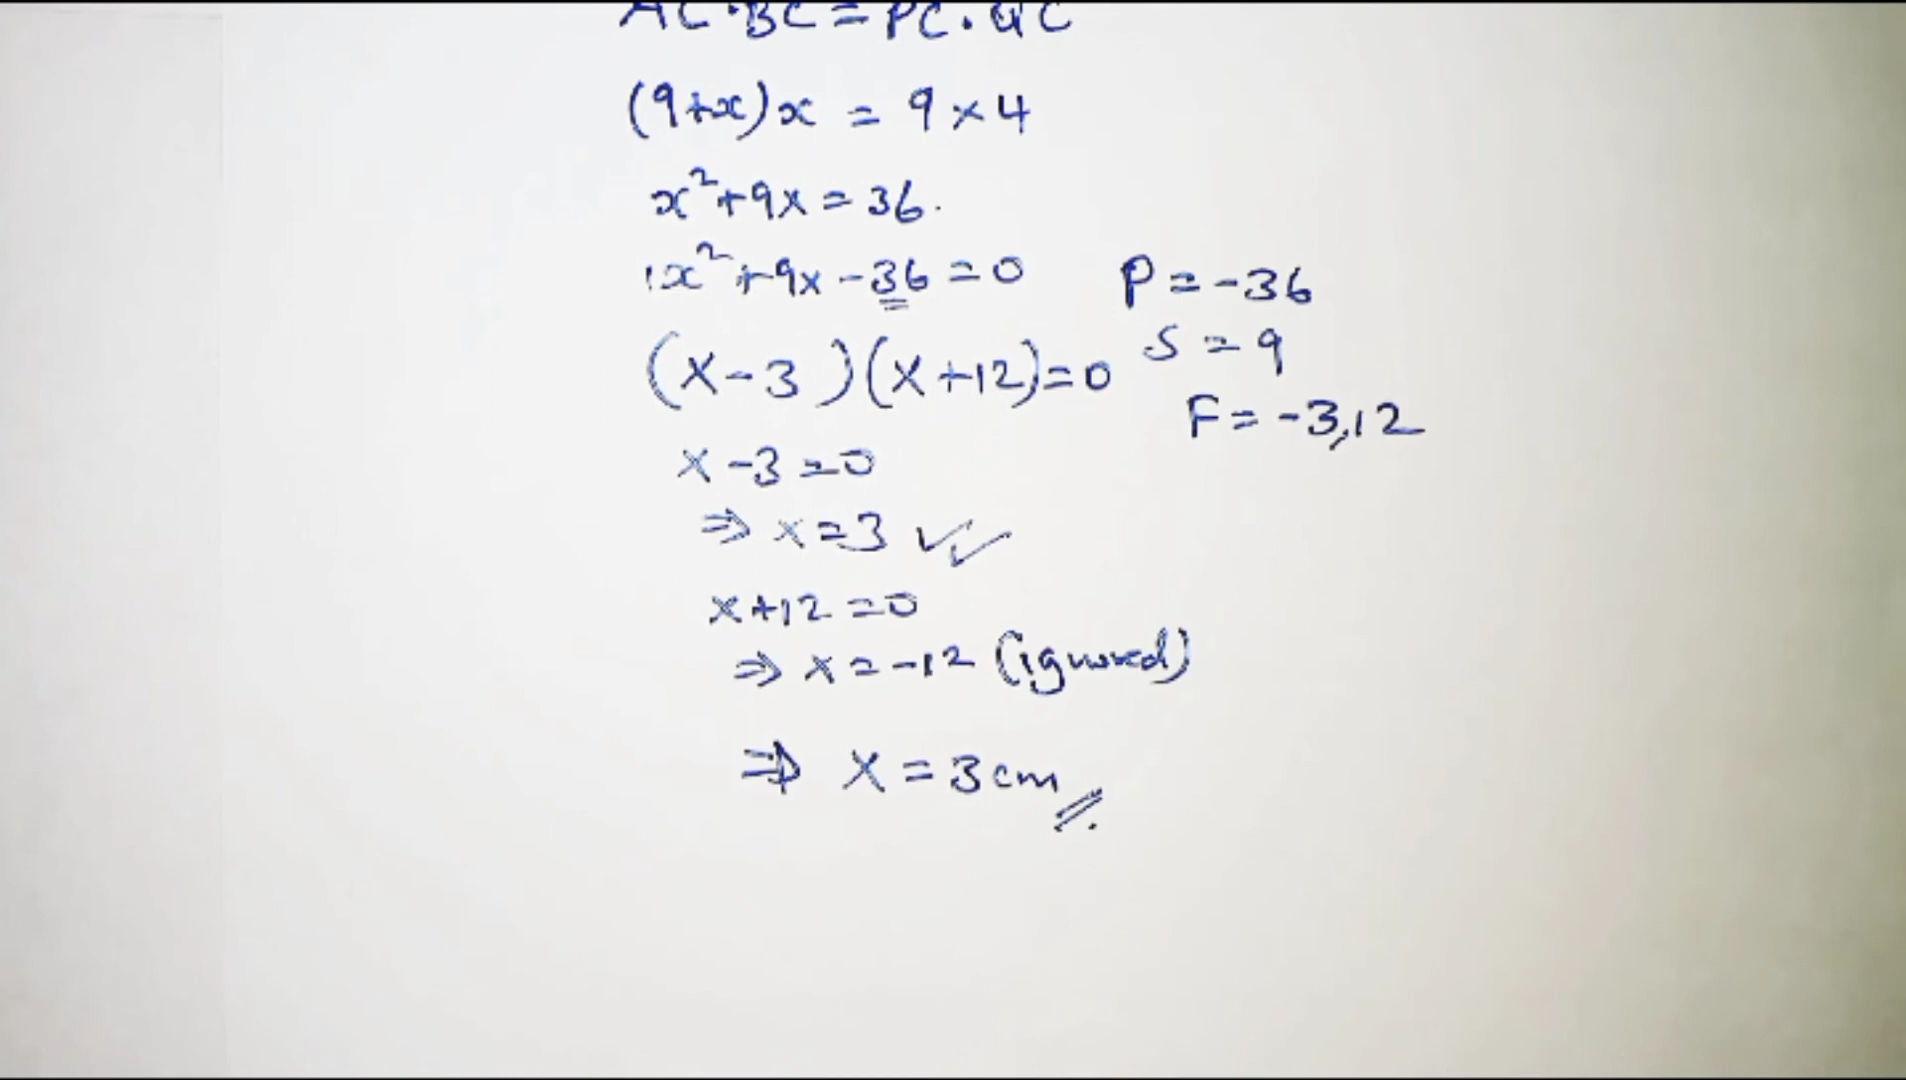 AC·BC = PC·QC
(9+x)x = 9×4
x²+9x = 36.
1x²+9x-36 = 0
P = -36
(x-3)(x+12) = 0
S = 9
F = -3,12
x-3 = 0
⇒ x = 3 ✓✓
x+12 = 0
⇒ x = -12 (ignored)
⇒ x = 3cm